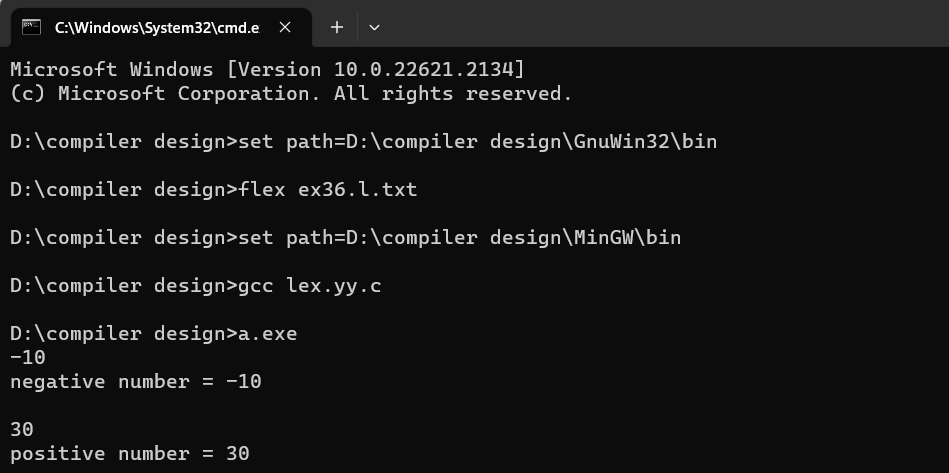 C:\Windows\System32\cmd.e
Microsoft Windows [Version 10.0.22621.2134]
(c) Microsoft Corporation. All rights reserved.
D:\compiler design>set path=D:\compiler design\GnuWin32\bin
D:\compiler design>flex ex36.l.txt
D:\compiler design>set path=D:\compiler design\MinGW\bin
D:\compiler design>gcc lex.yy.c
D:\compiler design>a.exe
-10
negative number = -10
30
positive number = 30